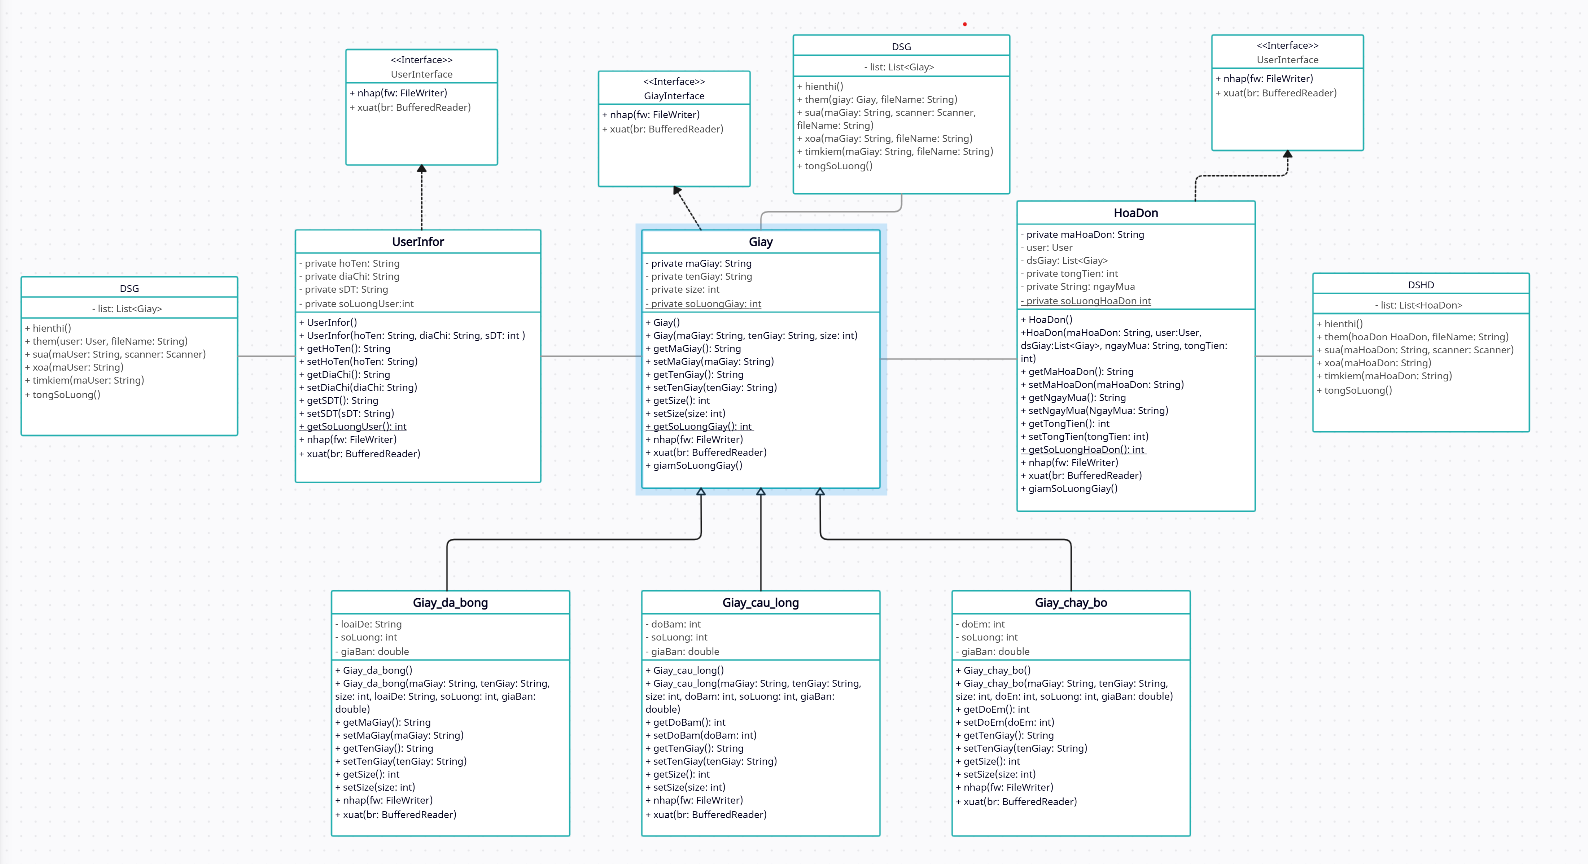 <<Interface>>
UserInterface
+ nhap(fw: FileWriter)
+ xuat(br: BufferedReader)
<<Interface>>
GiayInterface
+ nhap(fw: FileWriter)
+ xuat(br: BufferedReader)
DSG
- list: List<Giay>
+ hienthi()
+ them(giay: Giay, fileName: String)
+ sua(maGiay: String, scanner: Scanner,
fileName: String)
+ xoa(maGiay: String, fileName: String)
+ timkiem(maGiay: String, fileName: String)
+ tongSoLuong()
<<Interface>>
UserInterface
+ nhap(fw: FileWriter)
+ xuat(br: BufferedReader)
DSG
- list: List<Giay>
+ hienthi()
+ them(user: User, fileName: String)
+ sua(maUser: String, scanner: Scanner)
+ xoa(maUser: String)
+ timkiem(maUser: String)
+ tongSoLuong()
UserInfor
- private hoTen: String
- private diaChi: String
- private sDT: String
- private soLuongUser:int
+ UserInfor()
+ UserInfor(hoTen: String, diaChi: String, sDT: int )
+ getHoTen(): String
+ setHoTen(hoTen: String)
+ getDiaChi(): String
+ setDiaChi(diaChi: String)
+ getSDT(): String
+ setSDT(sDT: String)
+ getSoLuongUser(): int
+ nhap(fw: FileWriter)
+ xuat(br: BufferedReader)
Giay
- private maGiay: String
- private tenGiay: String
- private size: int
- private soLuongGiay: int
+ Giay()
+ Giay(maGiay: String, tenGiay: String, size: int)
+ getMaGiay(): String
+ setMaGiay(maGiay: String)
+ getTenGiay(): String
+ setTenGiay(tenGiay: String)
+ getSize(): int
+ setSize(size: int)
+ getSoLuongGiay(): int
+ nhap(fw: FileWriter)
+ xuat(br: BufferedReader)
+ giamSoLuongGiay()
HoaDon
- private maHoaDon: String
- user: User
- dsGiay: List<Giay>
- private tongTien: int
- private String: ngayMua
- private soLuongHoaDon int
+ HoaDon()
+HoaDon(maHoaDon: String, user:User,
dsGiay:List<Giay>, ngayMua: String, tongTien:
int)
+ getMaHoaDon(): String
+ setMaHoaDon(maHoaDon: String)
+ getNgayMua(): String
+ setNgayMua(NgayMua: String)
+ getTongTien(): int
+ setTongTien(tongTien: int)
+ getSoLuongHoaDon(): int
+ nhap(fw: FileWriter)
+ xuat(br: BufferedReader)
+ giamSoLuongGiay()
DSHD
- list: List<HoaDon>
+ hienthi()
+ them(hoaDon HoaDon, fileName: String)
+ sua(maHoaDon: String, scanner: Scanner)
+ xoa(maHoaDon: String)
+ timkiem(maHoaDon: String)
+ tongSoLuong()
Giay_da_bong
- loaiDe: String
- soLuong: int
- giaBan: double
+ Giay_da_bong()
+ Giay_da_bong(maGiay: String, tenGiay: String,
size: int, loaiDe: String, soLuong: int, giaBan:
double)
+ getMaGiay(): String
+ setMaGiay(maGiay: String)
+ getTenGiay(): String
+ setTenGiay(tenGiay: String)
+ getSize(): int
+ setSize(size: int)
+ nhap(fw: FileWriter)
+ xuat(br: BufferedReader)
Giay_cau_long
- doBam: int
- soLuong: int
- giaBan: double
+ Giay_cau_long()
+ Giay_cau_long(maGiay: String, tenGiay: String,
size: int, doBam: int, soLuong: int, giaBan:
double)
+ getDoBam(): int
+ setDoBam(doBam: int)
+ getTenGiay(): String
+ setTenGiay(tenGiay: String)
+ getSize(): int
+ setSize(size: int)
+ nhap(fw: FileWriter)
+ xuat(br: BufferedReader)
Giay_chay_bo
- doEm: int
- soLuong: int
- giaBan: double
+ Giay_chay_bo()
+ Giay_chay_bo(maGiay: String, tenGiay: String,
size: int, doEn: int, soLuong: int, giaBan: double)
+ getDoEm(): int
+ setDoEm(doEm: int)
+ getTenGiay(): String
+ setTenGiay(tenGiay: String)
+ getSize(): int
+ setSize(size: int)
+ nhap(fw: FileWriter)
+ xuat(br: BufferedReader)